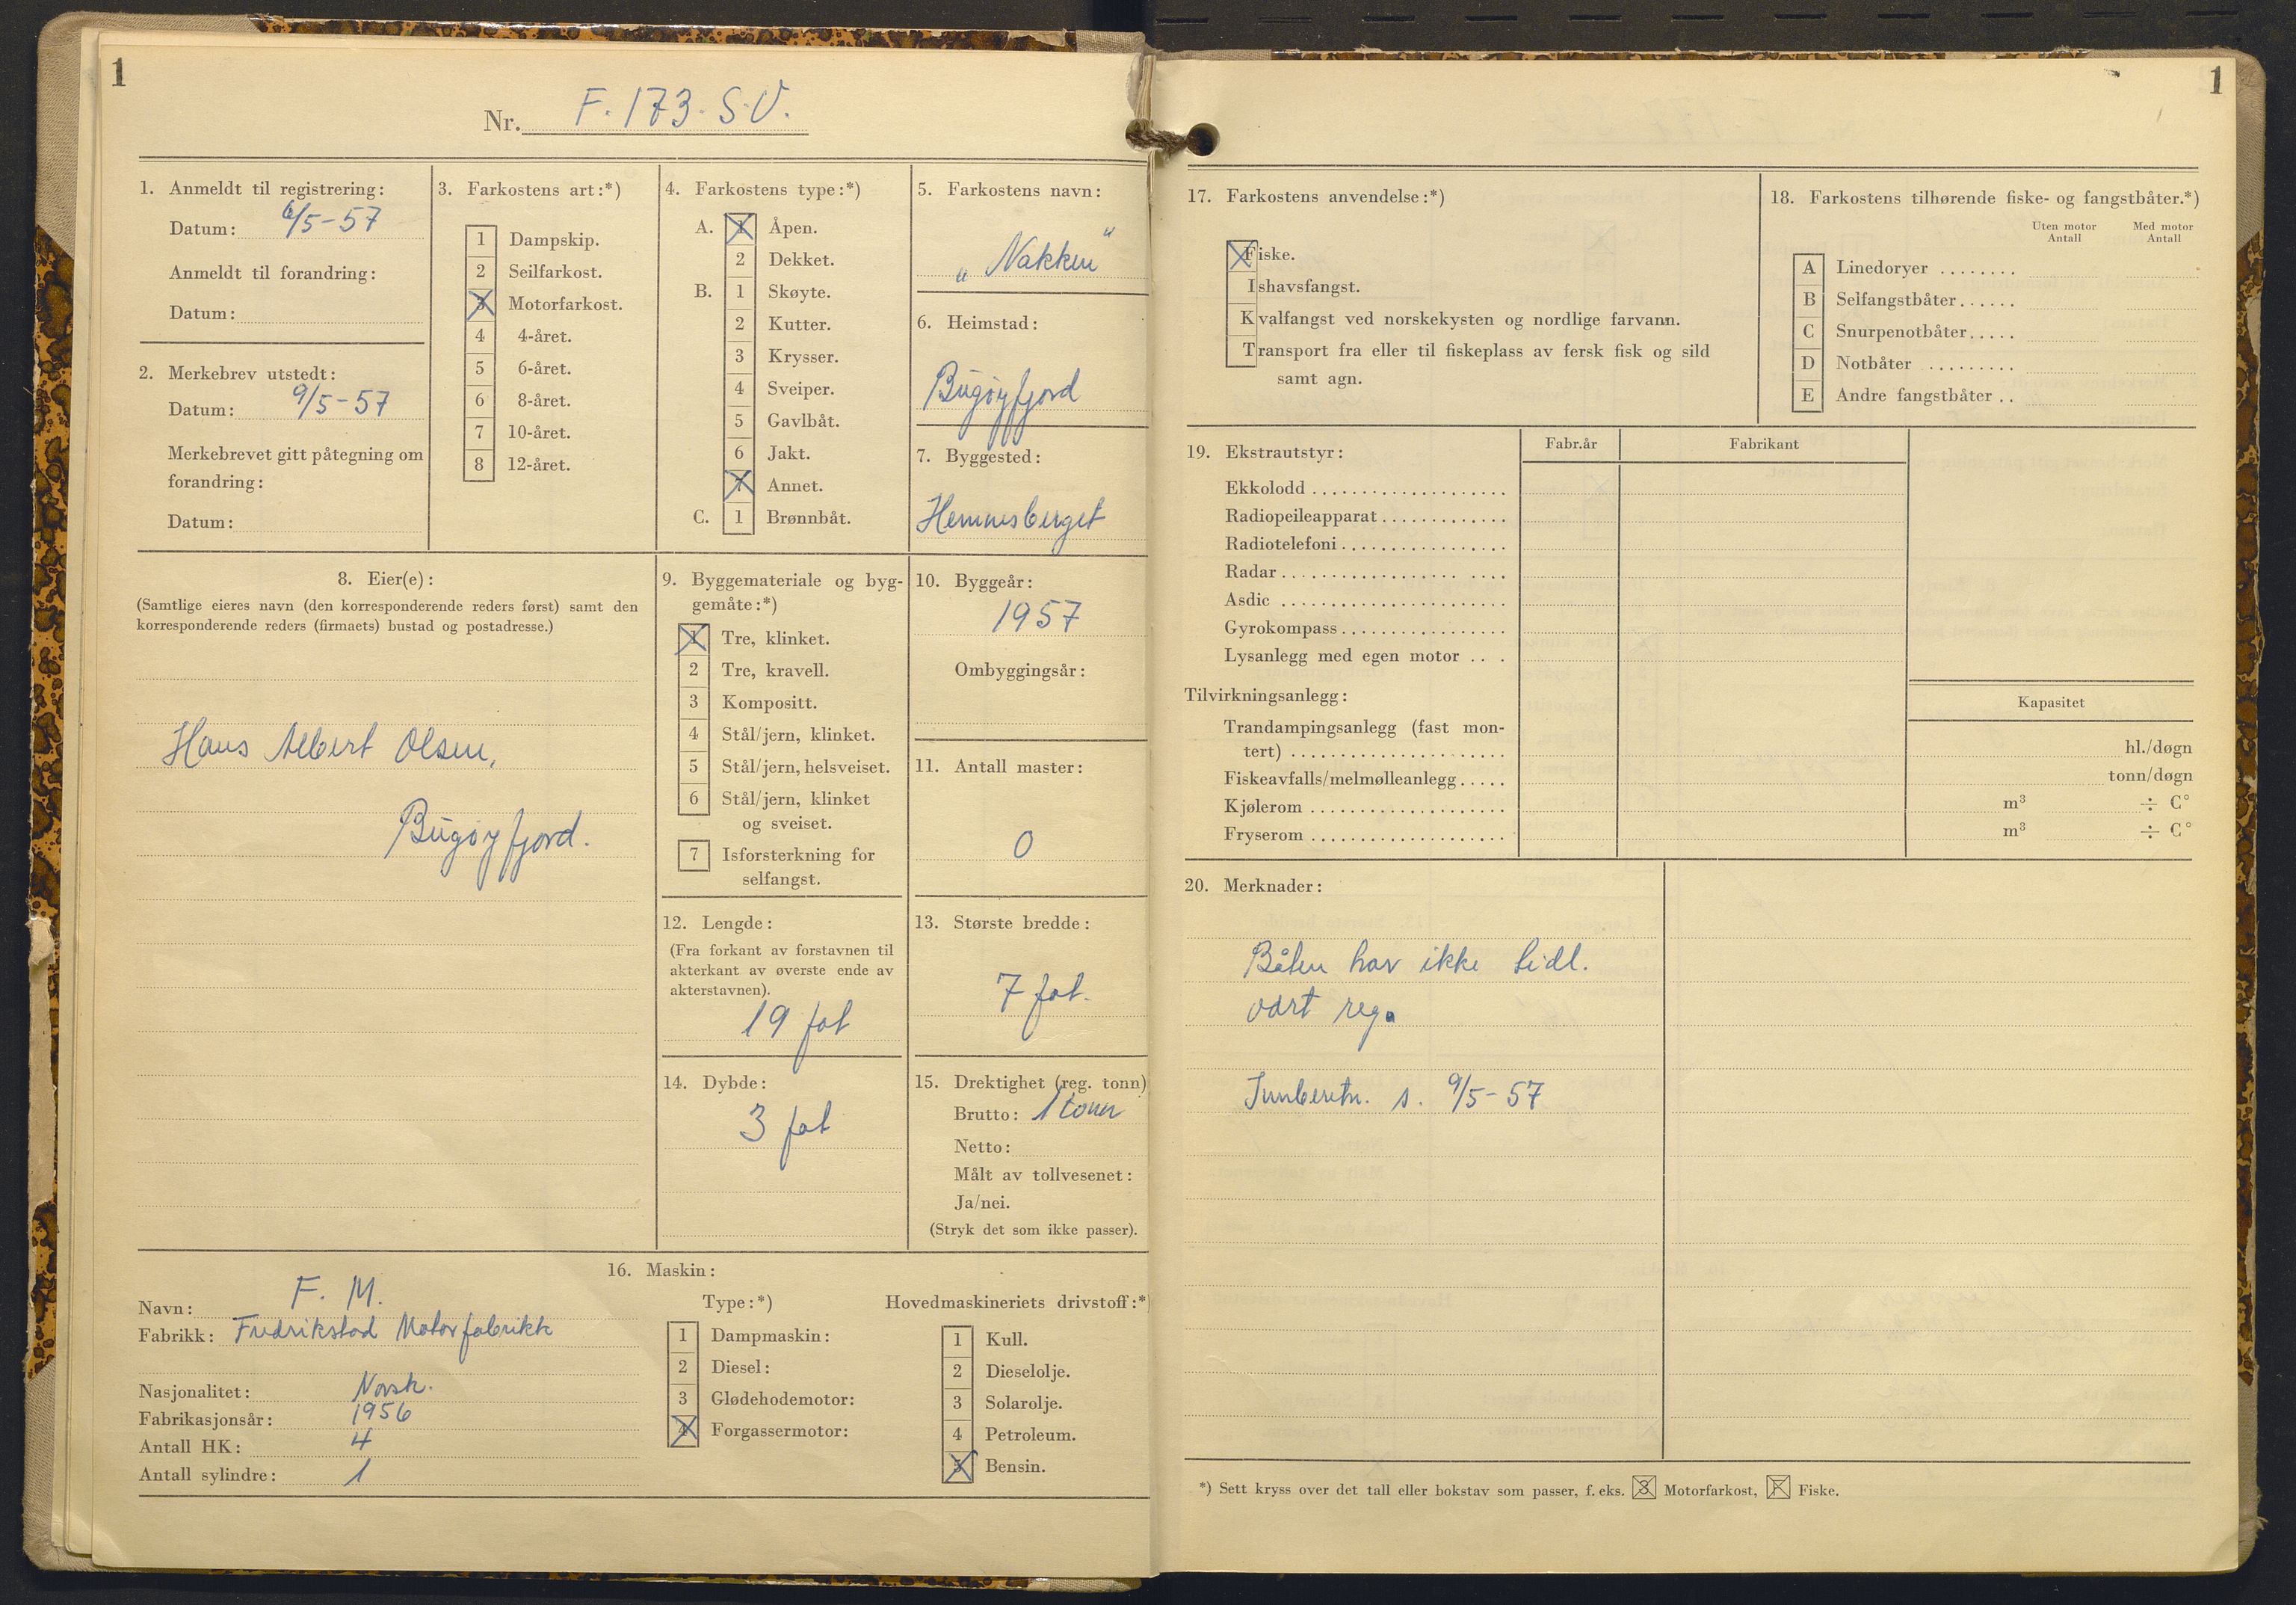 1
Nr. F. 173. S.V.
1. Anmeldt til registrering:
Datum: 6/5-57
Anmeldt til forandring:
Datum:
2. Merkebrev utstedt:
Datum: 9/5-57
Merkebrevet gitt påtegning om
forandring:
Datum:
3. Farkostens art:*)
1 Dampskip.
2 Seilfarkost.
3 Motorfarkost.
4 4-året.
5 6-året.
6 8-året.
7 10-året.
8 12-året.
4. Farkostens type:*)
A. 1 Åpen.
2 Dekket.
B. 1 Skøyte.
2 Kutter.
3 Krysser.
4 Sveiper.
5 Gavlbåt.
6 Jakt.
7 Annet.
C. 1 Brønnbåt.
5. Farkostens navn:
„Nakken“
6. Heimstad:
Bugøyfjord
7. Byggested:
Hemnesberget
8. Eier(e):
(Samtlige eieres navn (den korresponderende reders først) samt den
korresponderende reders (firmaets) bustad og postadresse.)
Hans Albert Olsen,
Bugøyfjord.
9. Byggemateriale og byg-
gemåte:*)
1 Tre, klinket.
2 Tre, kravell.
3 Kompositt.
4 Stål/jern, klinket.
5 Stål/jern, helsveiset.
6 Stål/jern, klinket
og sveiset.
7 Isforsterkning for
selfangst.
10. Byggeår:
1957
Ombyggingsår:
11. Antall master:
0
12. Lengde:
(Fra forkant av forstavnen til
akterkant av øverste ende av
akterstavnen).
19 fot
13. Største bredde:
7 fot.
14. Dybde:
3 fot
15. Drektighet (reg. tonn)
Brutto: 1 tonn
Netto:
Målt av tollvesenet:
Ja/nei.
(Stryk det som ikke passer).
16. Maskin:
Navn: F. M.
Fabrikk: Fredrikstad Motorfabrikk
Nasjonalitet: Norsk.
Fabrikasjonsår: 1956
Antall HK: 4
Antall sylindre: 1
Type:*)
1 Dampmaskin:
2 Diesel:
3 Glødehodemotor:
4 Forgassermotor:
Hovedmaskineriets drivstoff:*)
1 Kull.
2 Dieselolje.
3 Solarolje.
4 Petroleum.
5 Bensin.
1
17. Farkostens anvendelse:*)
Fiske.
Ishavsfangst.
Kvalfangst ved norskekysten og nordlige farvann.
Transport fra eller til fiskeplass av fersk fisk og sild
samt agn.
18. Farkostens tilhørende fiske- og fangstbåter.*)
Uten motor Antall
Med motor Antall
A Linedoryer ........
B Selfangstbåter......
C Snurpenotbåter.....
D Notbåter .........
E Andre fangstbåter ..
19. Ekstrautstyr:
Fabr.år
Fabrikant
Ekkolodd ....................
Radiopeileapparat.............
Radiotelefoni.................
Radar.................. ....
Asdic .......................
Gyrokompass.................
Lysanlegg med egen motor .. .
Tilvirkningsanlegg:
Kapasitet
Trandampingsanlegg (fast mon-
tert) ...................... hl./døgn
Fiskeavfalls/melmølleanlegg..... tonn/døgn
Kjølerom .................... m³ ÷ C°
Fryserom .................... m³ ÷ C°
20. Merknader:
Båten har ikke tidl.
vært reg.
Innberetn. s. 9/5-57
*) Sett kryss over det tall eller bokstav som passer, f. eks. 3 Motorfarkost, F Fiske.